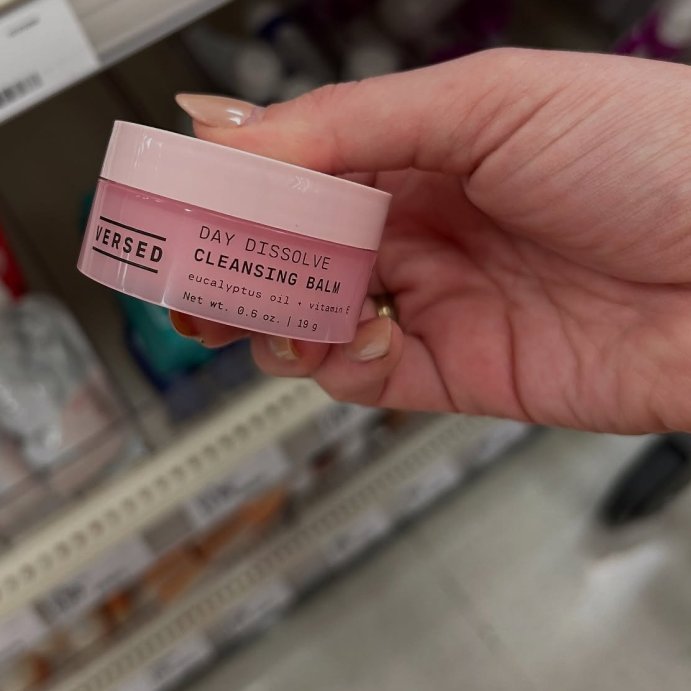 VERSED
DAY DISSOLVE
CLEANSING BALM
eucalyptus oil + vitamin E
Net wt. 0.6 oz. | 19 g